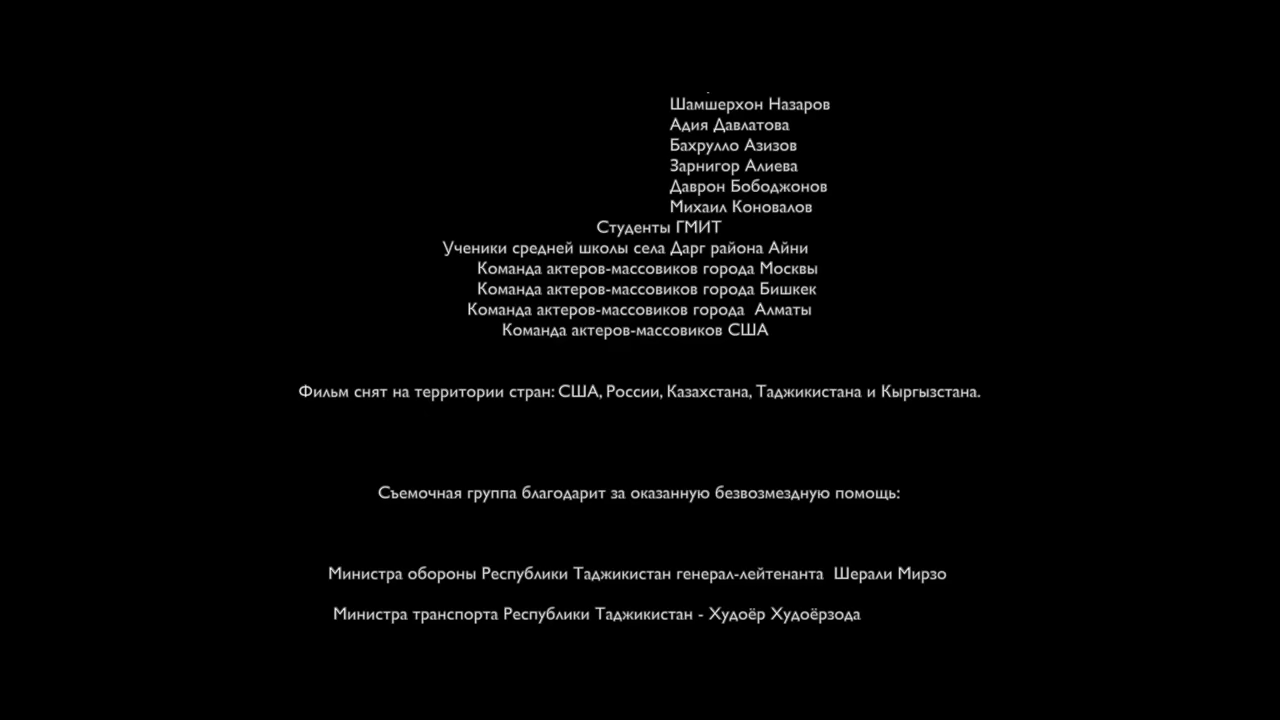 Шамшерхон Назаров
Адия Давлатова
Бахрулло Азизов
Зарнигор Алиева
Даврон Бободжонов
Михаил Коновалов
Студенты ГМИТ
Ученики средней школы села Дарг района Айни
Команда актеров-массовиков города Москвы
Команда актеров-массовиков города Бишкек
Команда актеров-массовиков города  Алматы
Команда актеров-массовиков США
Фильм снят на территории стран: США, России, Казахстана, Таджикистана и Кыргызстана.
Съемочная группа благодарит за оказанную безвозмездную помощь:
Министра обороны Республики Таджикистан генерал-лейтенанта  Шерали Мирзо
Министра транспорта Республики Таджикистан - Худоёр Худоёрзода